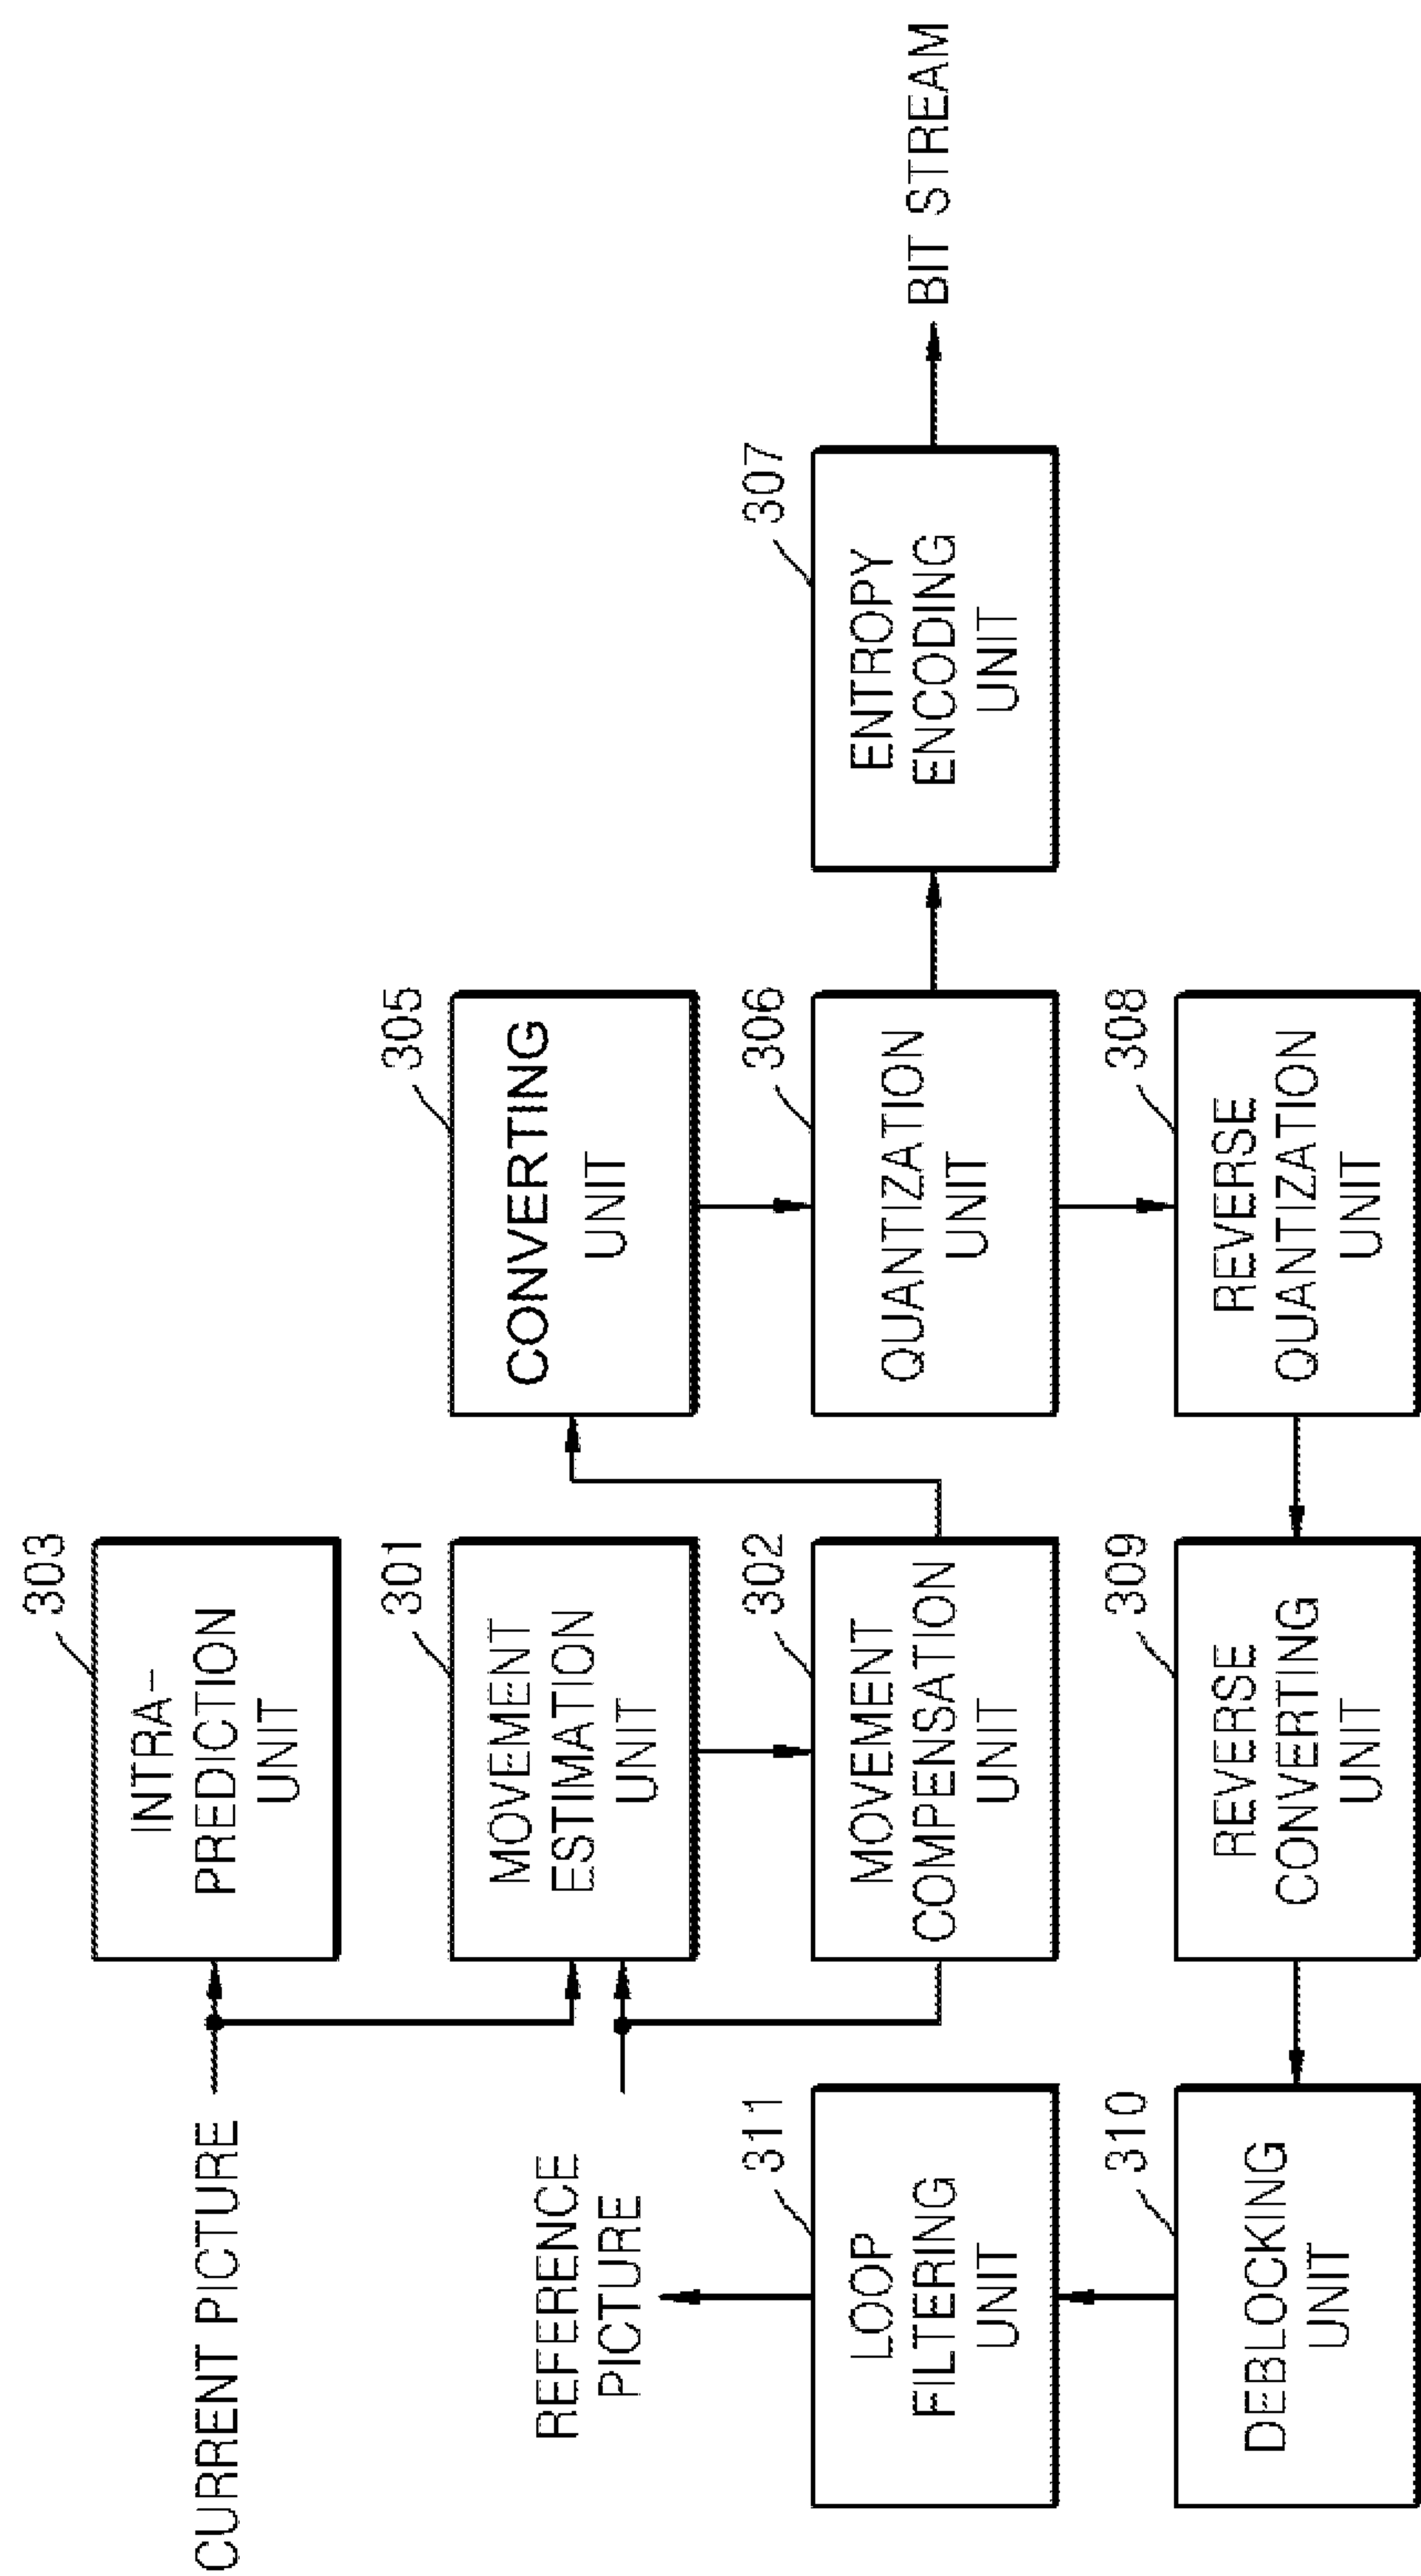 CURRENT PICTURE
303
INTRA-
PREDICTION
UNIT
REFERENCE
PICTURE
301
MOVEMENT
ESTIMATION
UNIT
305
CONVERTING
UNIT
311
LOOP
FILTERING
UNIT
302
MOVEMENT
COMPENSATION
UNIT
306
QUANTIZATION
UNIT
307
ENTROPY
ENCODING
UNIT
BIT STREAM
310
DEBLOCKING
UNIT
309
REVERSE
CONVERTING
UNIT
308
REVERSE
QUANTIZATION
UNIT